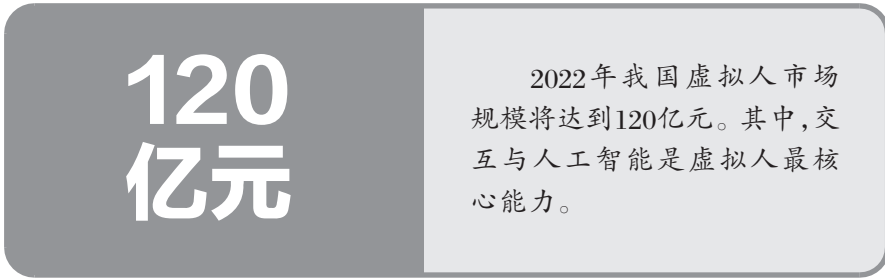 120
亿元
2022年我国虚拟人市场
规模将达到120亿元。其中,交
互与人工智能是虚拟人最核
心能力。